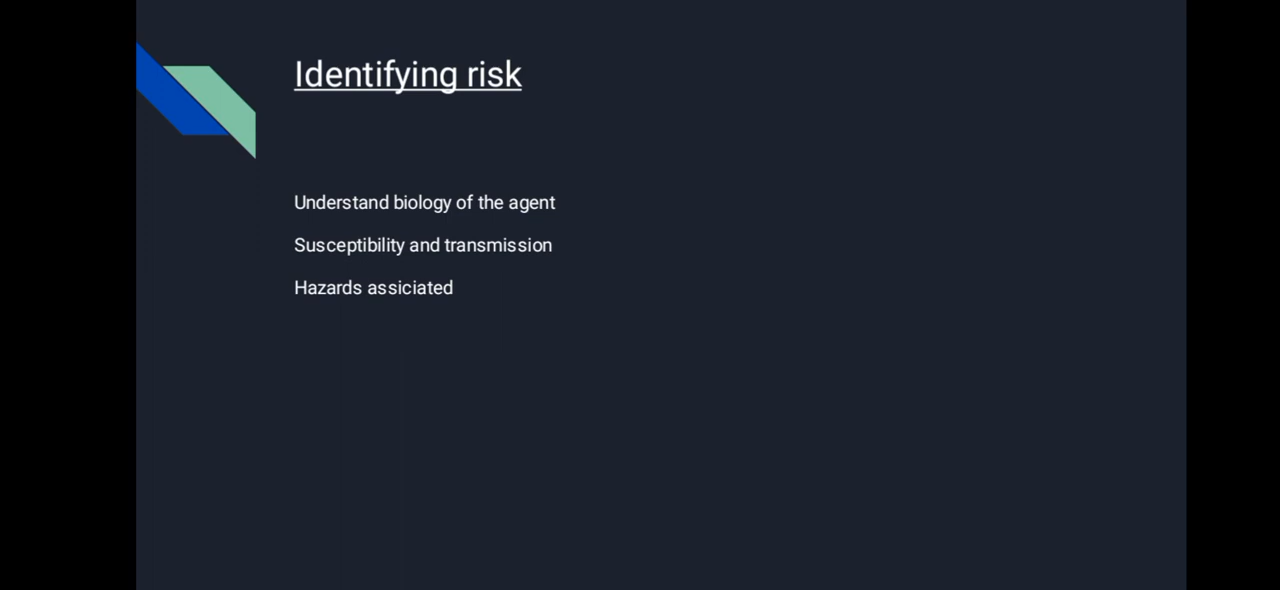 Identifying risk
Understand biology of the agent
Susceptibility and transmission
Hazards assiciated